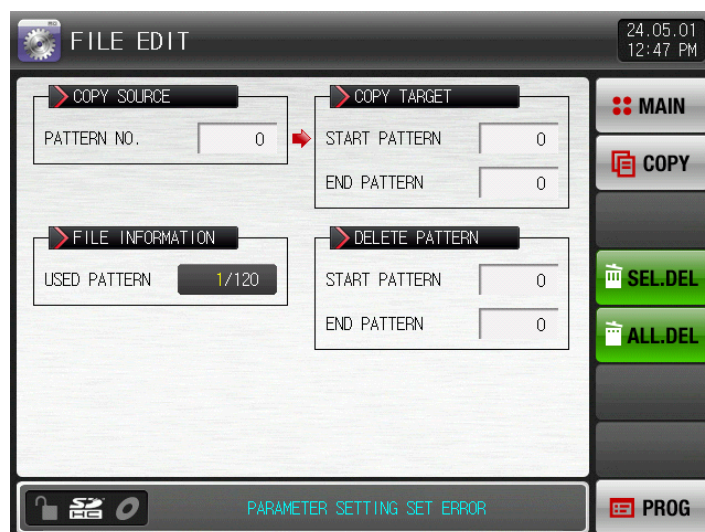 FILE EDIT
24.05.01
12:47 PM
COPY SOURCE
PATTERN NO. 0
COPY TARGET
START PATTERN 0
END PATTERN 0
FILE INFORMATION
USED PATTERN 1/120
DELETE PATTERN
START PATTERN 0
END PATTERN 0
MAIN
COPY
SEL.DEL
ALL.DEL
PROG
SD HC
PARAMETER SETTING SET ERROR